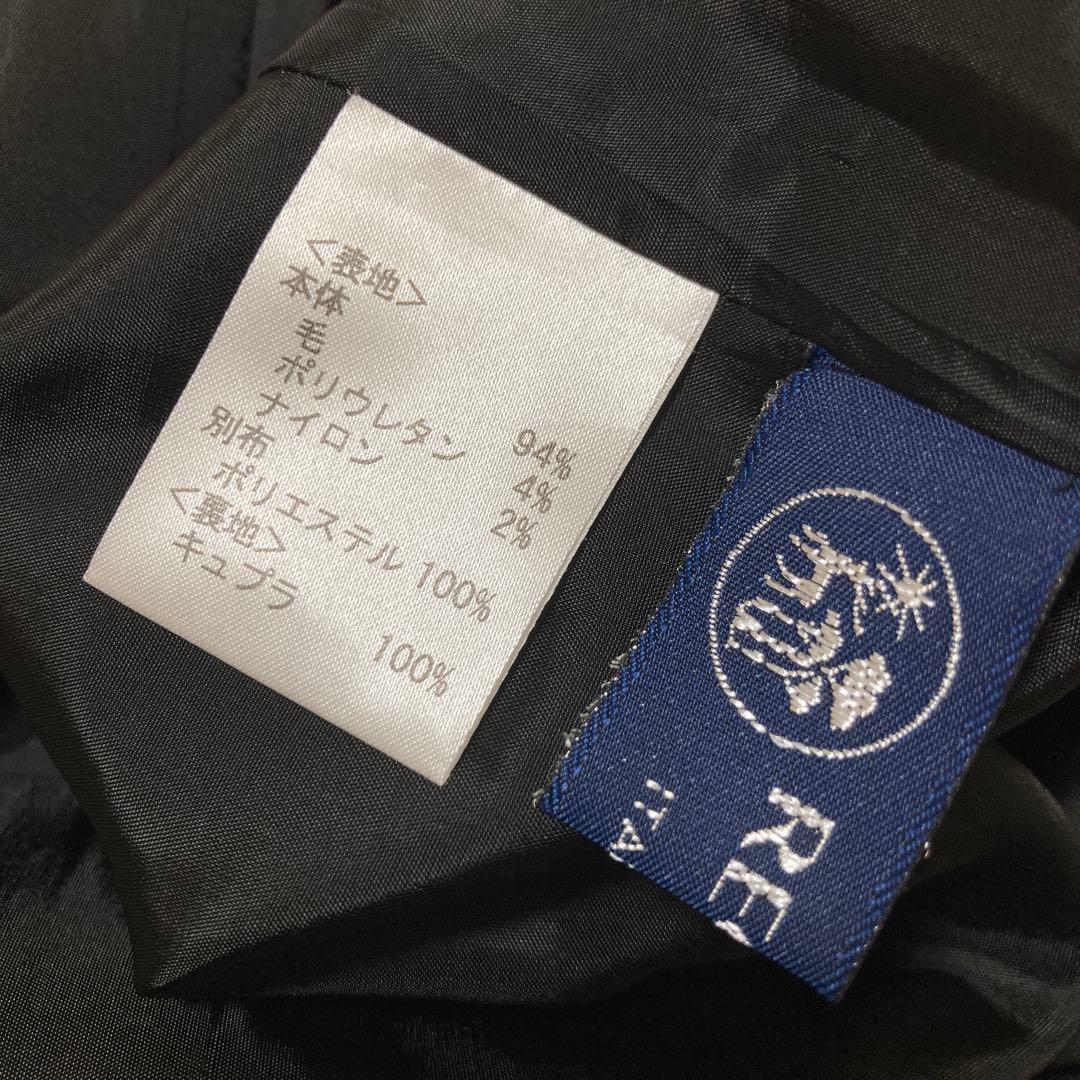 <表地>
本体
毛 94%
ポリウレタン 4%
ナイロン 2%
別布
ポリエステル 100%
<裏地>
キュプラ 100%
RE
ITA